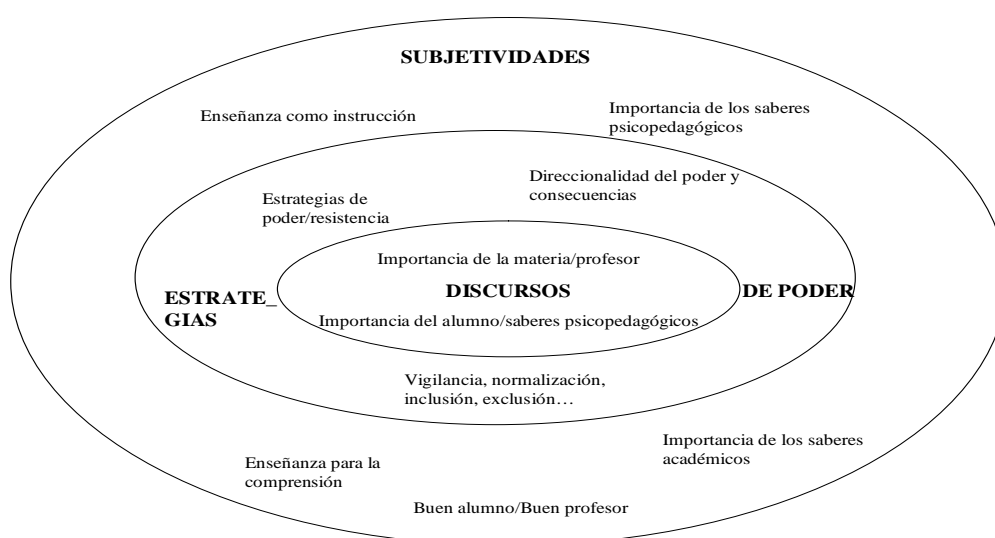 SUBJETIVIDADES
Enseñanza como instrucción
Importancia de los saberes
psicopedagógicos
Direccionalidad del poder y
consecuencias
Estrategias de
poder/resistencia
Importancia de la materia/profesor
ESTRATE_
GIAS
DISCURSOS
DE PODER
Importancia del alumno/saberes psicopedagógicos
Vigilancia, normalización,
inclusión, exclusión…
Importancia de los saberes
académicos
Enseñanza para la
comprensión
Buen alumno/Buen profesor